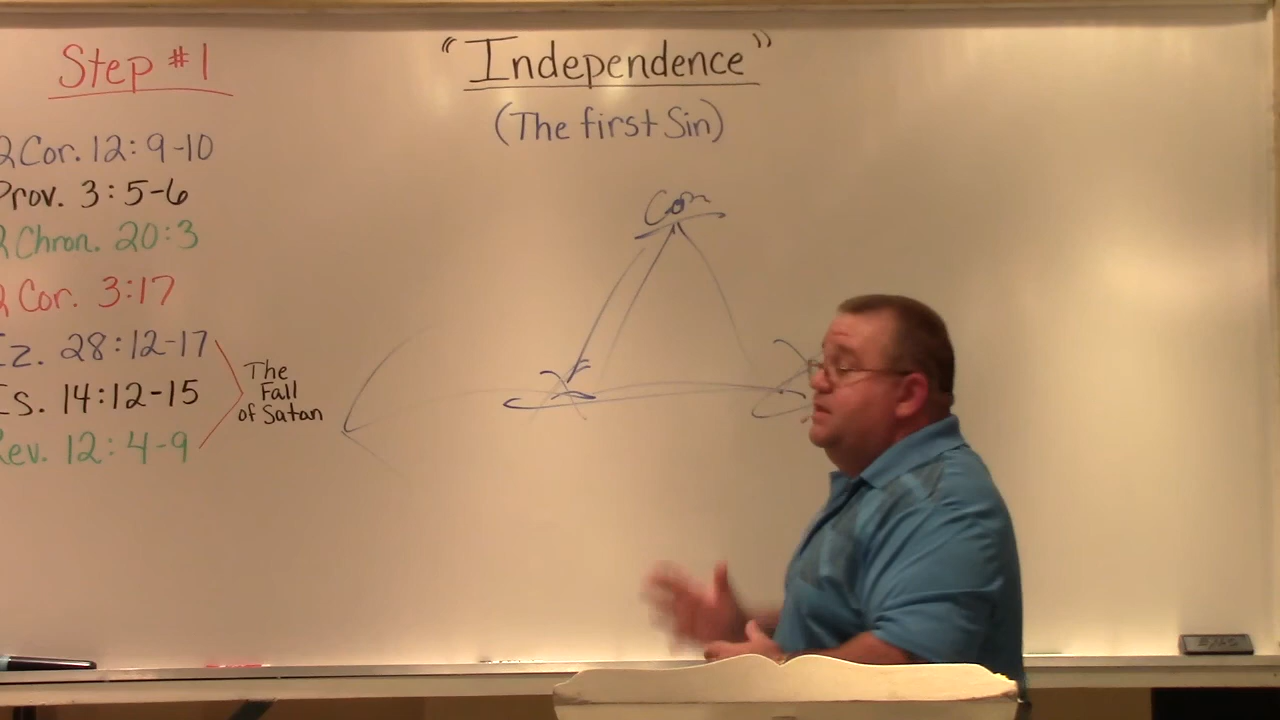 Step #1
"Independence"
(The first Sin)
2 Cor. 12:9-10
Prov. 3:5-6
2 Chron. 20:3
2 Cor. 3:17
Ez. 28:12-17
Is. 14:12-15
Rev. 12:4-9
The
Fall
of Satan